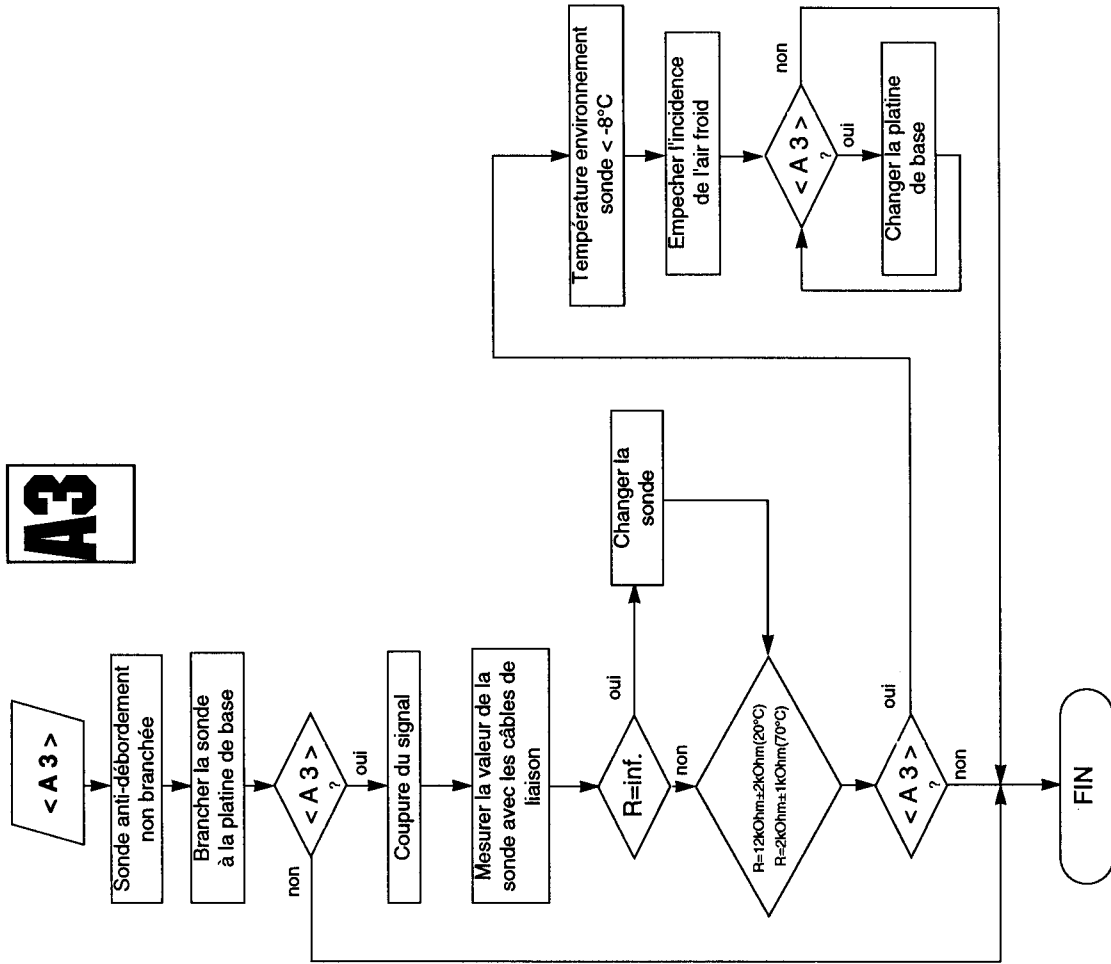 A3
< A 3 >
Sonde anti-débordement
non branchée
Brancher la sonde
à la platine de base
< A 3 >
?
non
oui
Coupure du signal
Mesurer la valeur de la
sonde avec les câbles de
liaison
R=inf.
oui
non
Changer la
sonde
R=12kOhm±2kOhm(20°C)
R=2kOhm±1kOhm(70°C)
< A 3 >
?
oui
non
Température environnement
sonde < -8°C
Empecher l'incidence
de l'air froid
< A 3 >
?
non
oui
Changer la platine
de base
FIN